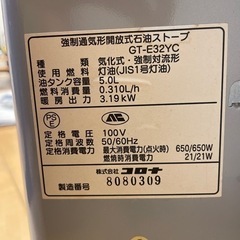 強制通気形開放式石油ストーブ
GT-E32YC
種類 気化式・強制対流形
使用燃料 灯油(JIS1号灯油)
油タンク容量 5.0L
燃料消費量 0.310L/h
暖房出力 3.19kW
PS
E
定格電圧 100V
定格周波数 50/60Hz
定格消費電力 最大(点火時)消費電力 650/650W
燃焼時消費電力 21/21W
株式会社 コロナ
製造番号 8080309